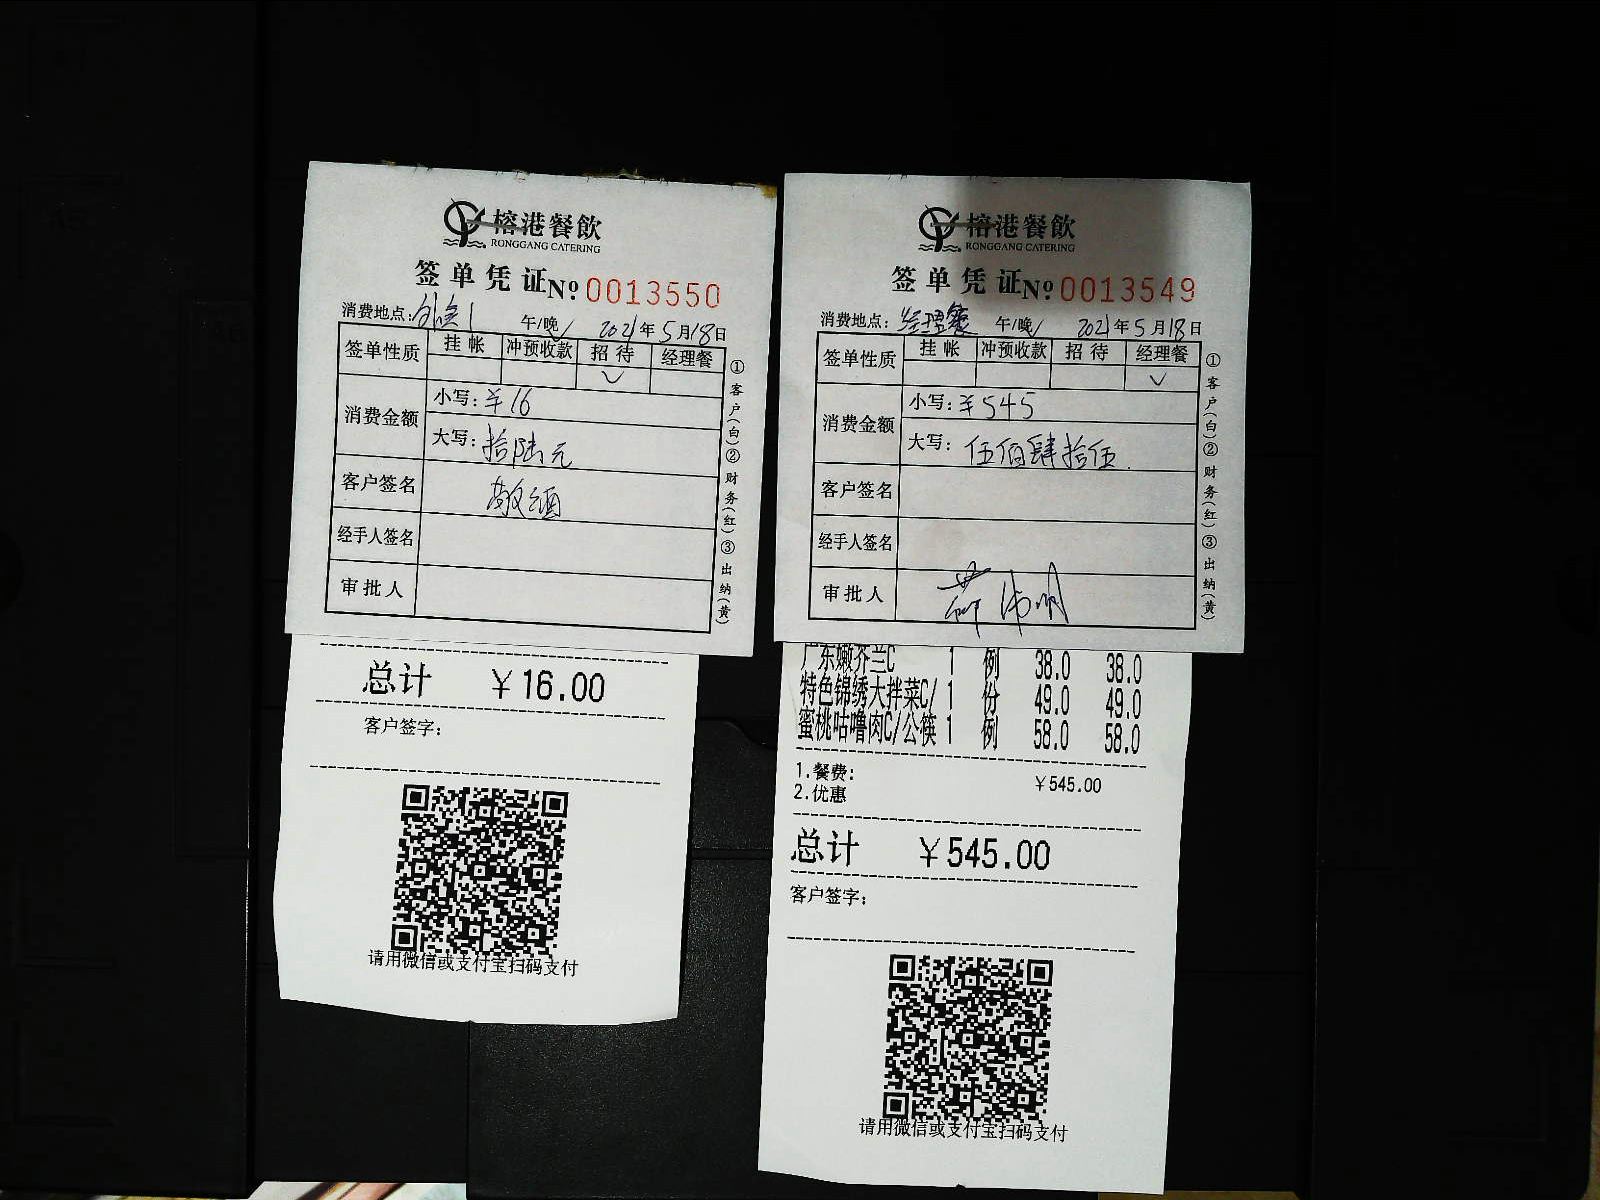 榕港餐飲
RONGGANG CATERING
签单凭证№ 0013550
消费地点: 午/晚 2021年5月18日
签单性质 挂帐 冲预收款 招待 经理餐
✓
消费金额 小写:¥16
大写:拾陆元
客户签名 敬酒
经手人签名
审批人
①客户(白)②财务(红)③出纳(黄)
总计 ¥16.00
客户签字:
请用微信或支付宝扫码支付
榕港餐飲
RONGGANG CATERING
签单凭证№ 0013549
消费地点:经理餐 午/晚 2021年5月18日
签单性质 挂帐 冲预收款 招待 经理餐
✓
消费金额 小写:¥545
大写:伍佰肆拾伍
客户签名
经手人签名
审批人
①客户(白)②财务(红)③出纳(黄)
广东嫩芥兰C 1 例 38.0 38.0
特色锦绣大拌菜C/ 1 份 49.0 49.0
蜜桃咕噜肉C/公筷 1 例 58.0 58.0
1.餐费: ¥545.00
2.优惠
总计 ¥545.00
客户签字:
请用微信或支付宝扫码支付